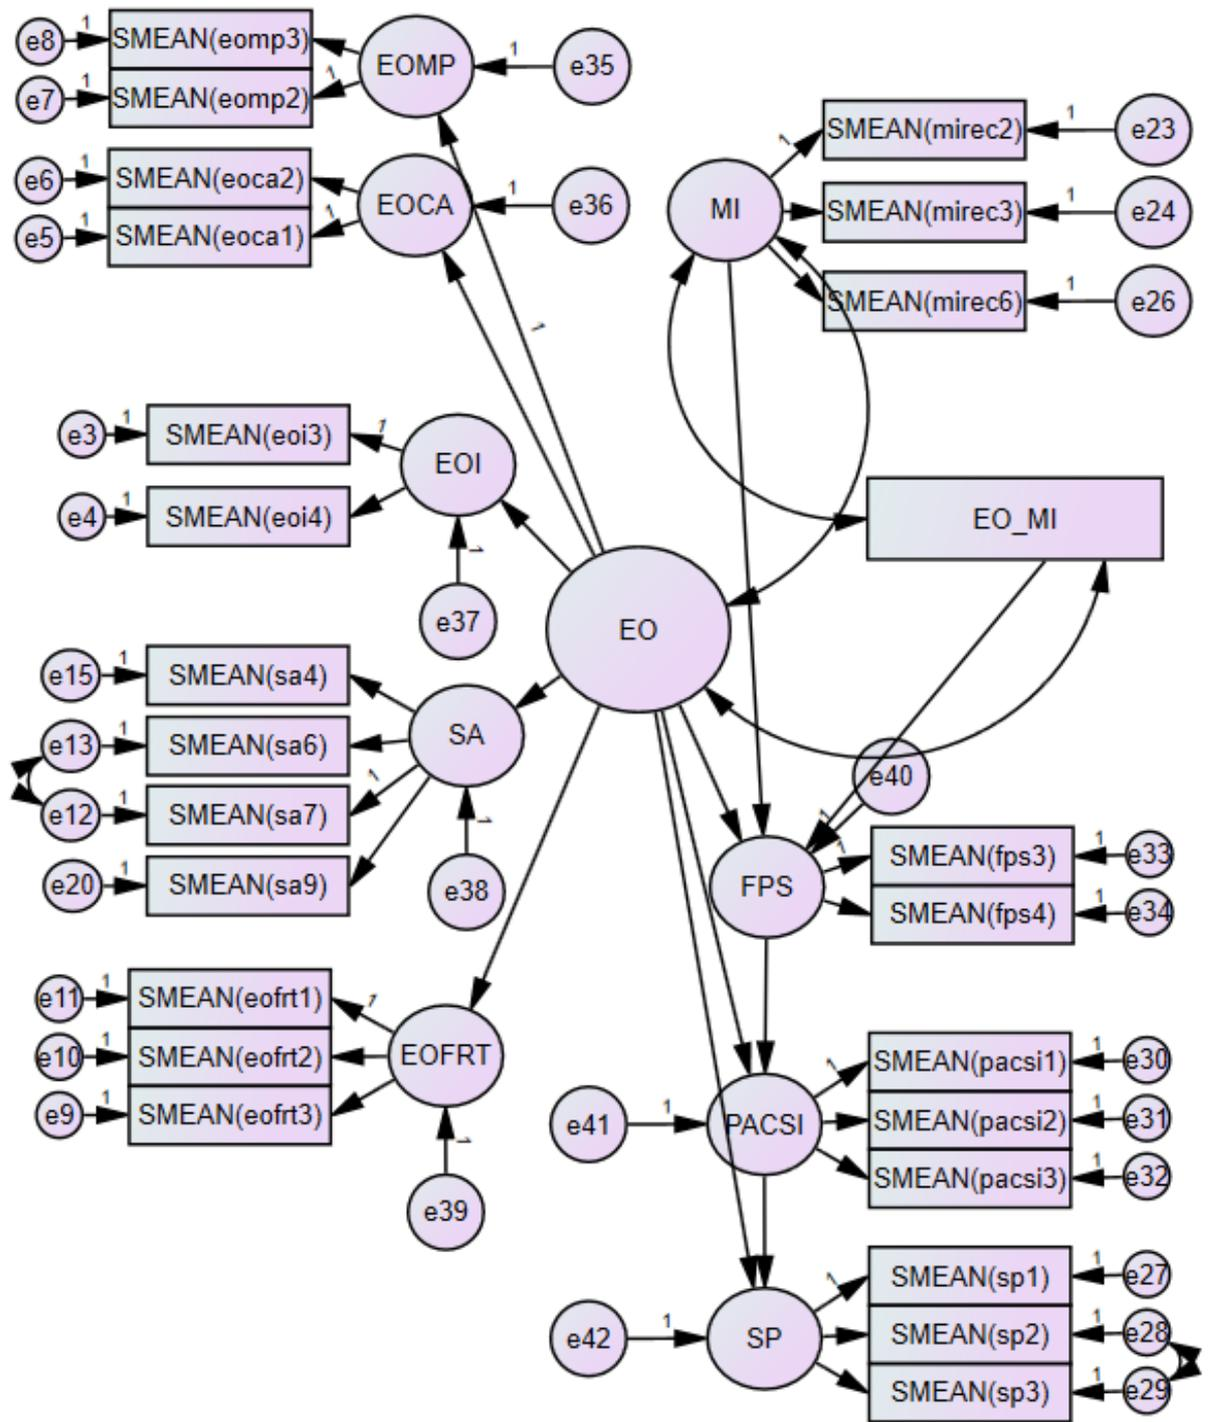 e8 1 SMEAN(eomp3) EOMP 1 e35
e7 1 SMEAN(eomp2) 1
e6 1 SMEAN(eoca2) EOCA 1 e36
e5 1 SMEAN(eoca1) 1
1
MI 1 SMEAN(mirec2) 1 e23
SMEAN(mirec3) 1 e24
SMEAN(mirec6) 1 e26
e3 1 SMEAN(eoi3) 1 EOI
e4 1 SMEAN(eoi4)
1
e37
EO_MI
EO
e15 1 SMEAN(sa4)
e13 1 SMEAN(sa6) SA
e12 1 SMEAN(sa7) 1
e20 1 SMEAN(sa9)
1
e38
e40
1
FPS 1 SMEAN(fps3) 1 e33
SMEAN(fps4) 1 e34
e11 1 SMEAN(eofrt1) 1
e10 1 SMEAN(eofrt2) EOFRT
e9 1 SMEAN(eofrt3)
1
e39
e41 1 PACSI 1 SMEAN(pacsi1) 1 e30
SMEAN(pacsi2) 1 e31
SMEAN(pacsi3) 1 e32
e42 1 SP 1 SMEAN(sp1) 1 e27
SMEAN(sp2) 1 e28
SMEAN(sp3) 1 e29